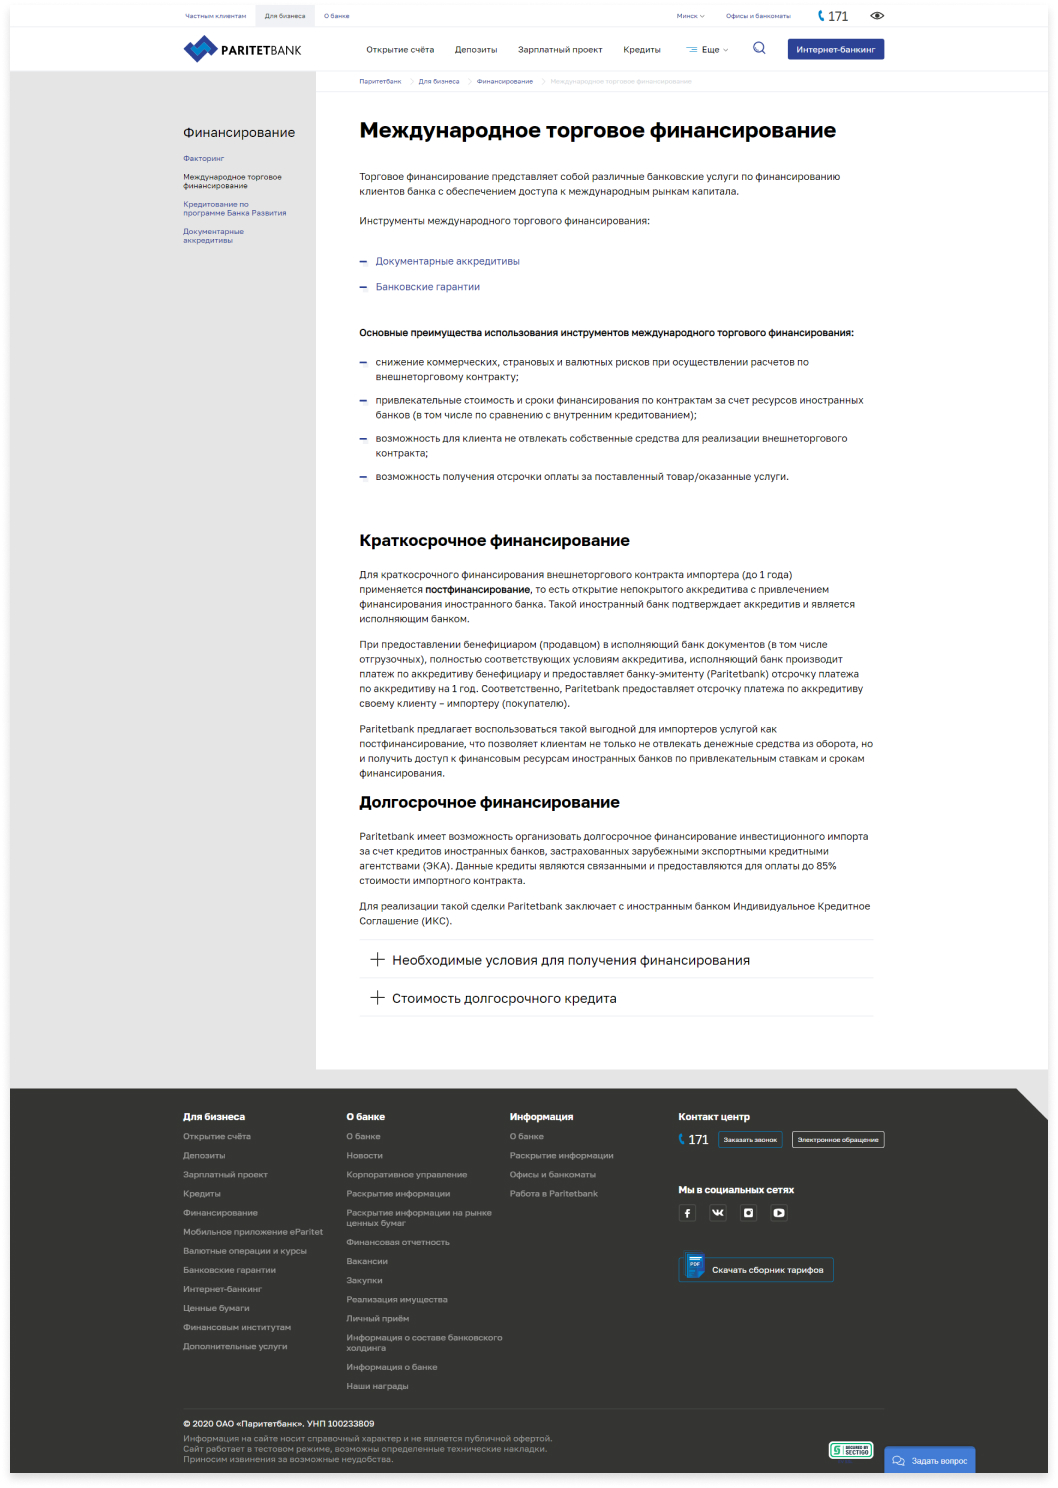 Частным клиентам
Для бизнеса
О банке
Минск
Офисы и банкоматы
171
PARITETBANK
Открытие счёта
Депозиты
Зарплатный проект
Кредиты
Еще
Интернет-банкинг
Паритетбанк
Для бизнеса
Финансирование
Международное торговое финансирование
Финансирование
Факторинг
Международное торговое
финансирование
Кредитование по
программе Банка Развития
Документарные
аккредитивы
Международное торговое финансирование
Торговое финансирование представляет собой различные банковские услуги по финансированию
клиентов банка с обеспечением доступа к международным рынкам капитала.
Инструменты международного торгового финансирования:
Документарные аккредитивы
Банковские гарантии
Основные преимущества использования инструментов международного торгового финансирования:
снижение коммерческих, страновых и валютных рисков при осуществлении расчетов по
внешнеторговому контракту;
привлекательные стоимость и сроки финансирования по контрактам за счет ресурсов иностранных
банков (в том числе по сравнению с внутренним кредитованием);
возможность для клиента не отвлекать собственные средства для реализации внешнеторгового
контракта;
возможность получения отсрочки оплаты за поставленный товар/оказанные услуги.
Краткосрочное финансирование
Для краткосрочного финансирования внешнеторгового контракта импортера (до 1 года)
применяется постфинансирование, то есть открытие непокрытого аккредитива с привлечением
финансирования иностранного банка. Такой иностранный банк подтверждает аккредитив и является
исполняющим банком.
При предоставлении бенефициаром (продавцом) в исполняющий банк документов (в том числе
отгрузочных), полностью соответствующих условиям аккредитива, исполняющий банк производит
платеж по аккредитиву бенефициару и предоставляет банку-эмитенту (Paritetbank) отсрочку платежа
по аккредитиву на 1 год. Соответственно, Paritetbank предоставляет отсрочку платежа по аккредитиву
своему клиенту – импортеру (покупателю).
Paritetbank предлагает воспользоваться такой выгодной для импортеров услугой как
постфинансирование, что позволяет клиентам не только не отвлекать денежные средства из оборота, но
и получить доступ к финансовым ресурсам иностранных банков по привлекательным ставкам и срокам
финансирования.
Долгосрочное финансирование
Paritetbank имеет возможность организовать долгосрочное финансирование инвестиционного импорта
за счет кредитов иностранных банков, застрахованных зарубежными экспортными кредитными
агентствами (ЭКА). Данные кредиты являются связанными и предоставляются для оплаты до 85%
стоимости импортного контракта.
Для реализации такой сделки Paritetbank заключает с иностранным банком Индивидуальное Кредитное
Соглашение (ИКС).
Необходимые условия для получения финансирования
Стоимость долгосрочного кредита
Для бизнеса
Открытие счёта
Депозиты
Зарплатный проект
Кредиты
Финансирование
Мобильное приложение eParitet
Валютные операции и курсы
Банковские гарантии
Интернет-банкинг
Ценные бумаги
Финансовым институтам
Дополнительные услуги
О банке
О банке
Новости
Корпоративное управление
Раскрытие информации
Раскрытие информации на рынке
ценных бумаг
Финансовая отчетность
Вакансии
Закупки
Реализация имущества
Личный приём
Информация о составе банковского
холдинга
Информация о банке
Наши награды
Информация
О банке
Раскрытие информации
Офисы и банкоматы
Работа в Paritetbank
Контакт центр
171
Заказать звонок
Электронное обращение
Мы в социальных сетях
PDF
Скачать сборник тарифов
© 2020 ОАО «Паритетбанк». УНП 100233809
Информация на сайте носит справочный характер и не является публичной офертой.
Сайт работает в тестовом режиме, возможны определенные технические накладки.
Приносим извинения за возможные неудобства.
SECURED BY
SECTIGO
Задать вопрос